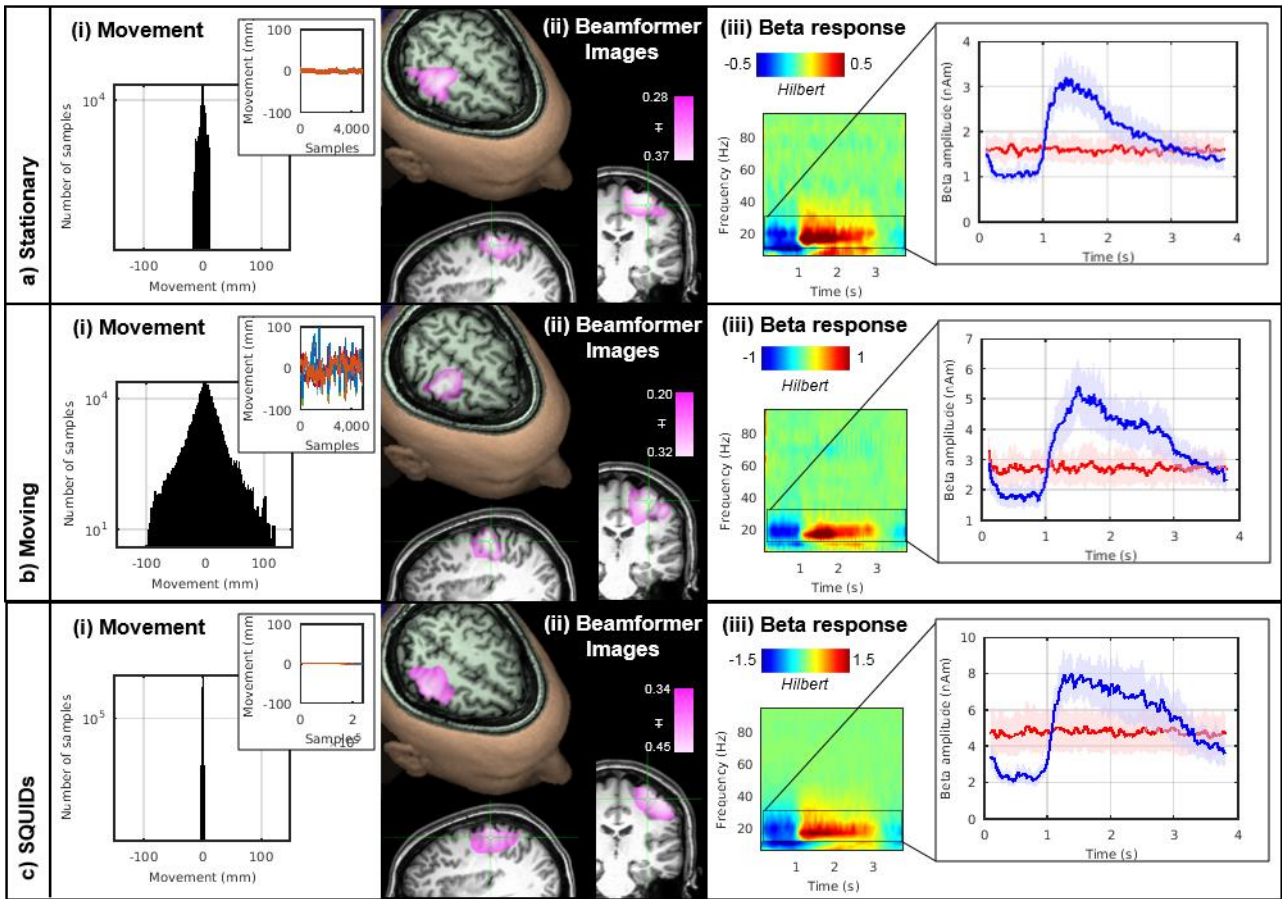 a) Stationary
(i) Movement
Number of samples
10^4
-100 0 100
Movement (mm)
Movement (mm)
100
0
-100
0 4000
Samples
(ii) Beamformer
Images
0.28
Ŧ
0.37
(iii) Beta response
-0.5 0.5
Hilbert
Frequency (Hz)
80
60
40
20
1 2 3
Time (s)
Beta amplitude (nAm)
4
3
2
1
0
0 1 2 3 4
Time (s)
b) Moving
(i) Movement
Number of samples
10^4
10^1
-100 0 100
Movement (mm)
Movement (mm)
100
0
-100
0 4000
Samples
(ii) Beamformer
Images
0.20
Ŧ
0.32
(iii) Beta response
-1 1
Hilbert
Frequency (Hz)
80
60
40
20
1 2 3
Time (s)
Beta amplitude (nAm)
7
6
5
4
3
2
1
0 1 2 3 4
Time (s)
c) SQUIDs
(i) Movement
Number of samples
10^5
-100 0 100
Movement (mm)
Movement (mm)
100
0
-100
0 2
Samples
(ii) Beamformer
Images
0.34
Ŧ
0.45
(iii) Beta response
-1.5 1.5
Hilbert
Frequency (Hz)
80
60
40
20
1 2 3
Time (s)
Beta amplitude (nAm)
10
8
6
4
2
0
0 1 2 3 4
Time (s)